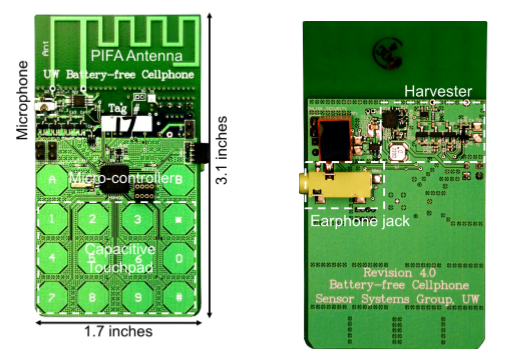 PIFA Antenna
Ant
UW Battery-free Cellphone
Microphone
Tag #
17
Micro-controller
A
B
1 2 3 *
4 5 6 0
7 8 9 #
Capacitive
Touchpad
3.1 inches
1.7 inches
Harvester
Earphone jack
Revision 4.0
Battery-free Cellphone
Sensor Systems Group, UW